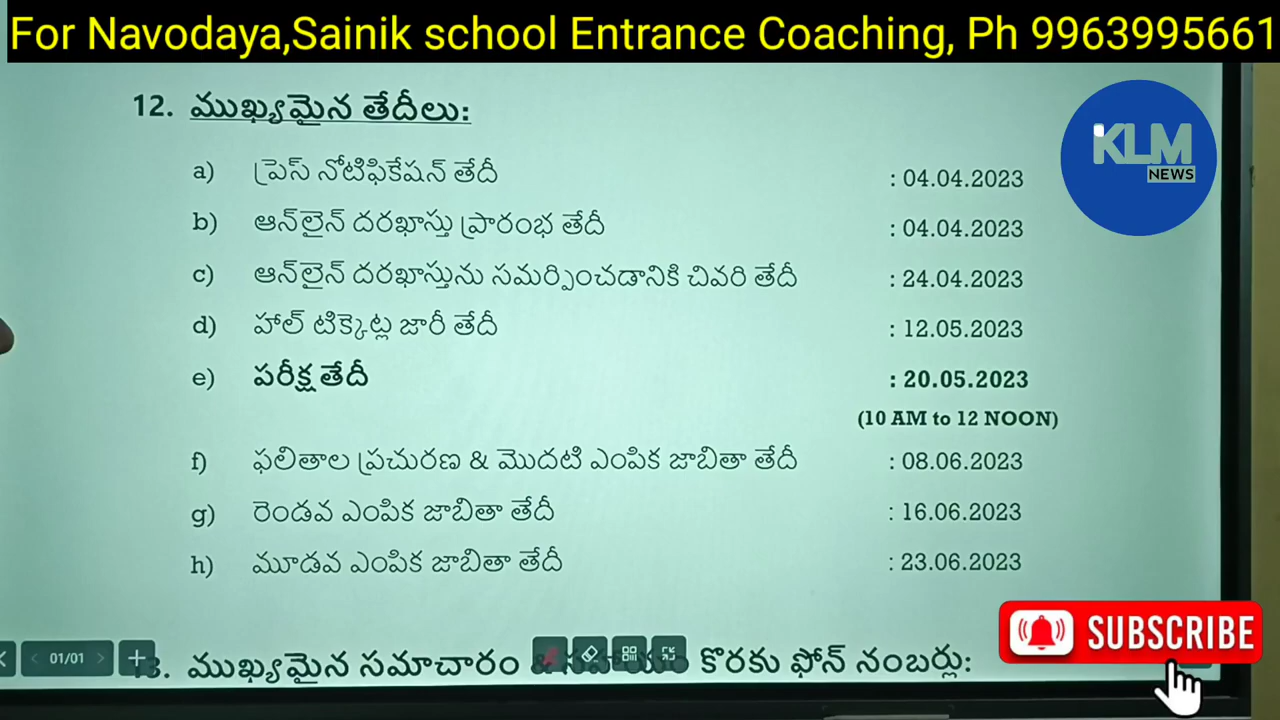 For Navodaya,Sainik school Entrance Coaching, Ph 9963995661
KLM
NEWS
12. ముఖ్యమైన తేదీలు:
a) ప్రెస్ నోటిఫికేషన్ తేదీ : 04.04.2023
b) ఆన్‌లైన్ దరఖాస్తు ప్రారంభ తేదీ : 04.04.2023
c) ఆన్‌లైన్ దరఖాస్తును సమర్పించడానికి చివరి తేదీ : 24.04.2023
d) హాల్ టిక్కెట్ల జారీ తేదీ : 12.05.2023
e) పరీక్ష తేదీ : 20.05.2023
(10 AM to 12 NOON)
f) ఫలితాల ప్రచురణ & మొదటి ఎంపిక జాబితా తేదీ : 08.06.2023
g) రెండవ ఎంపిక జాబితా తేదీ : 16.06.2023
h) మూడవ ఎంపిక జాబితా తేదీ : 23.06.2023
SUBSCRIBE
01/01
ముఖ్యమైన సమాచారం & కొరకు ఫోన్ నంబర్లు: